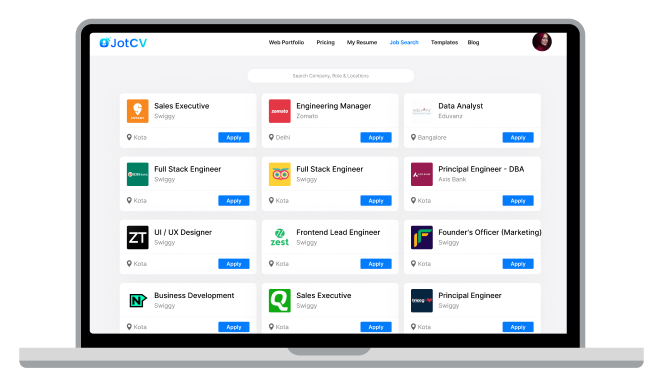 JotCV
Web Portfolio Pricing My Resume Job Search Templates Blog
Search Company, Role & Locations
Sales Executive
Swiggy
Kota
Apply
zomato
Engineering Manager
Zomato
Delhi
Apply
eduvanz
Data Analyst
Eduvanz
Bangalore
Apply
Full Stack Engineer
Swiggy
Kota
Apply
Full Stack Engineer
Swiggy
Kota
Apply
AXIS BANK
Principal Engineer - DBA
Axis Bank
Kota
Apply
ZT
UI / UX Designer
Swiggy
Kota
Apply
zest
Frontend Lead Engineer
Swiggy
Kota
Apply
Founder's Officer (Marketing)
Swiggy
Kota
Apply
Business Development
Swiggy
Kota
Apply
Sales Executive
Swiggy
Kota
Apply
tricog
Principal Engineer
Swiggy
Kota
Apply